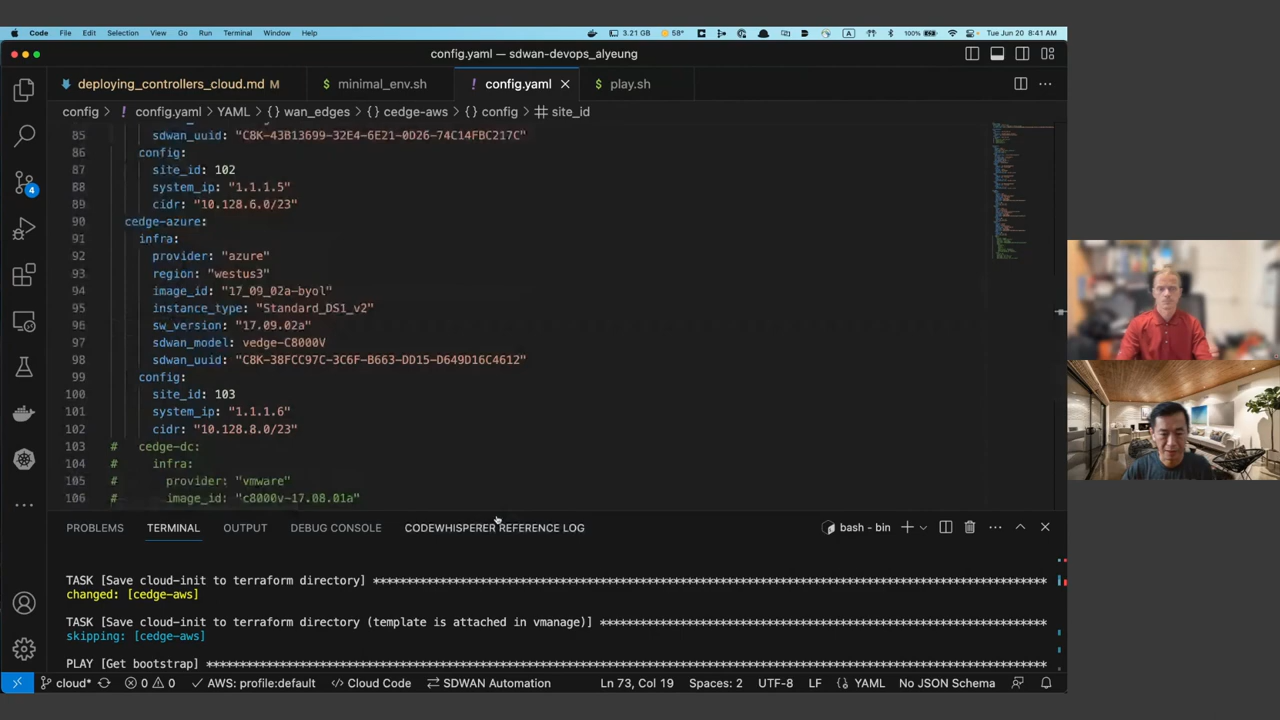 Code File Edit Selection View Go Run Terminal Window Help 3.21 GB 58° A 100% Tue Jun 20 8:41 AM
config.yaml — sdwan-devops_alyeung
deploying_controllers_cloud.md M $ minimal_env.sh ! config.yaml $ play.sh
config > ! config.yaml > YAML > {} wan_edges > {} cedge-aws > {} config > # site_id
85 sdwan_uuid: "C8K-43B13699-32E4-6E21-0D26-74C14FBC217C"
86 config:
87 site_id: 102
88 system_ip: "1.1.1.5"
89 cidr: "10.128.6.0/23"
90 cedge-azure:
91 infra:
92 provider: "azure"
93 region: "westus3"
94 image_id: "17_09_02a-byol"
95 instance_type: "Standard_DS1_v2"
96 sw_version: "17.09.02a"
97 sdwan_model: vedge-C8000V
98 sdwan_uuid: "C8K-38FCC97C-3C6F-B663-DD15-D649D16C4612"
99 config:
100 site_id: 103
101 system_ip: "1.1.1.6"
102 cidr: "10.128.8.0/23"
103 # cedge-dc:
104 # infra:
105 # provider: "vmware"
106 # image_id: "c8000v-17.08.01a"
4
PROBLEMS TERMINAL OUTPUT DEBUG CONSOLE CODEWHISPERER REFERENCE LOG bash - bin
TASK [Save cloud-init to terraform directory] ****************************************************************************************************
changed: [cedge-aws]
TASK [Save cloud-init to terraform directory (template is attached in vmanage)] ******************************************************************
skipping: [cedge-aws]
PLAY [Get bootstrap] *****************************************************************************************************************************
cloud* 0 0 AWS: profile:default Cloud Code SDWAN Automation Ln 73, Col 19 Spaces: 2 UTF-8 LF {} YAML No JSON Schema